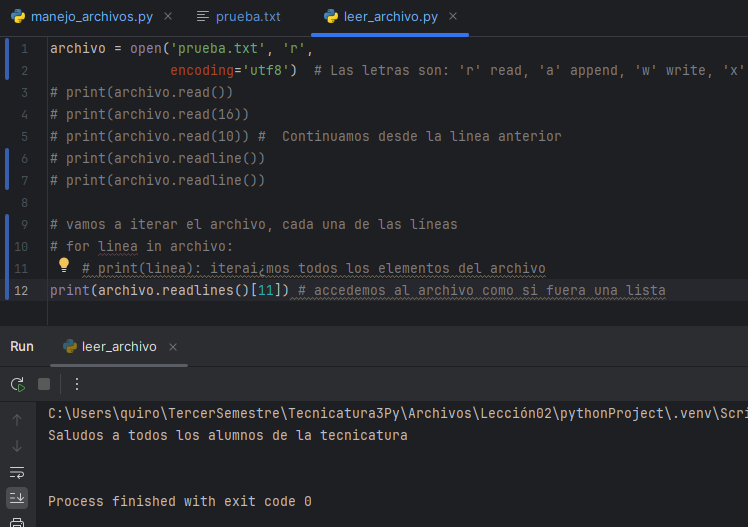 manejo_archivos.py × prueba.txt leer_archivo.py ×
1 archivo = open('prueba.txt', 'r',
2 encoding='utf8') # Las letras son: 'r' read, 'a' append, 'w' write, 'x'
3 # print(archivo.read())
4 # print(archivo.read(16))
5 # print(archivo.read(10)) # Continuamos desde la linea anterior
6 # print(archivo.readline())
7 # print(archivo.readline())
8
9 # vamos a iterar el archivo, cada una de las líneas
10 # for linea in archivo:
11 # print(linea): iterai¿mos todos los elementos del archivo
12 print(archivo.readlines()[11]) # accedemos al archivo como si fuera una lista
Run leer_archivo ×
C:\Users\quiro\TercerSemestre\Tecnicatura3Py\Archivos\Lección02\pythonProject\.venv\Scri
Saludos a todos los alumnos de la tecnicatura
Process finished with exit code 0